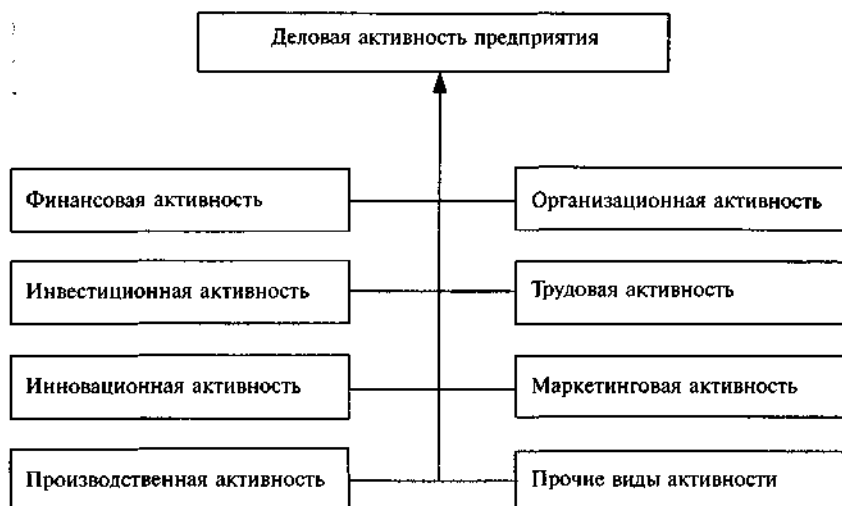 Деловая активность предприятия
Финансовая активность
Организационная активность
Инвестиционная активность
Трудовая активность
Инновационная активность
Маркетинговая активность
Производственная активность
Прочие виды активности